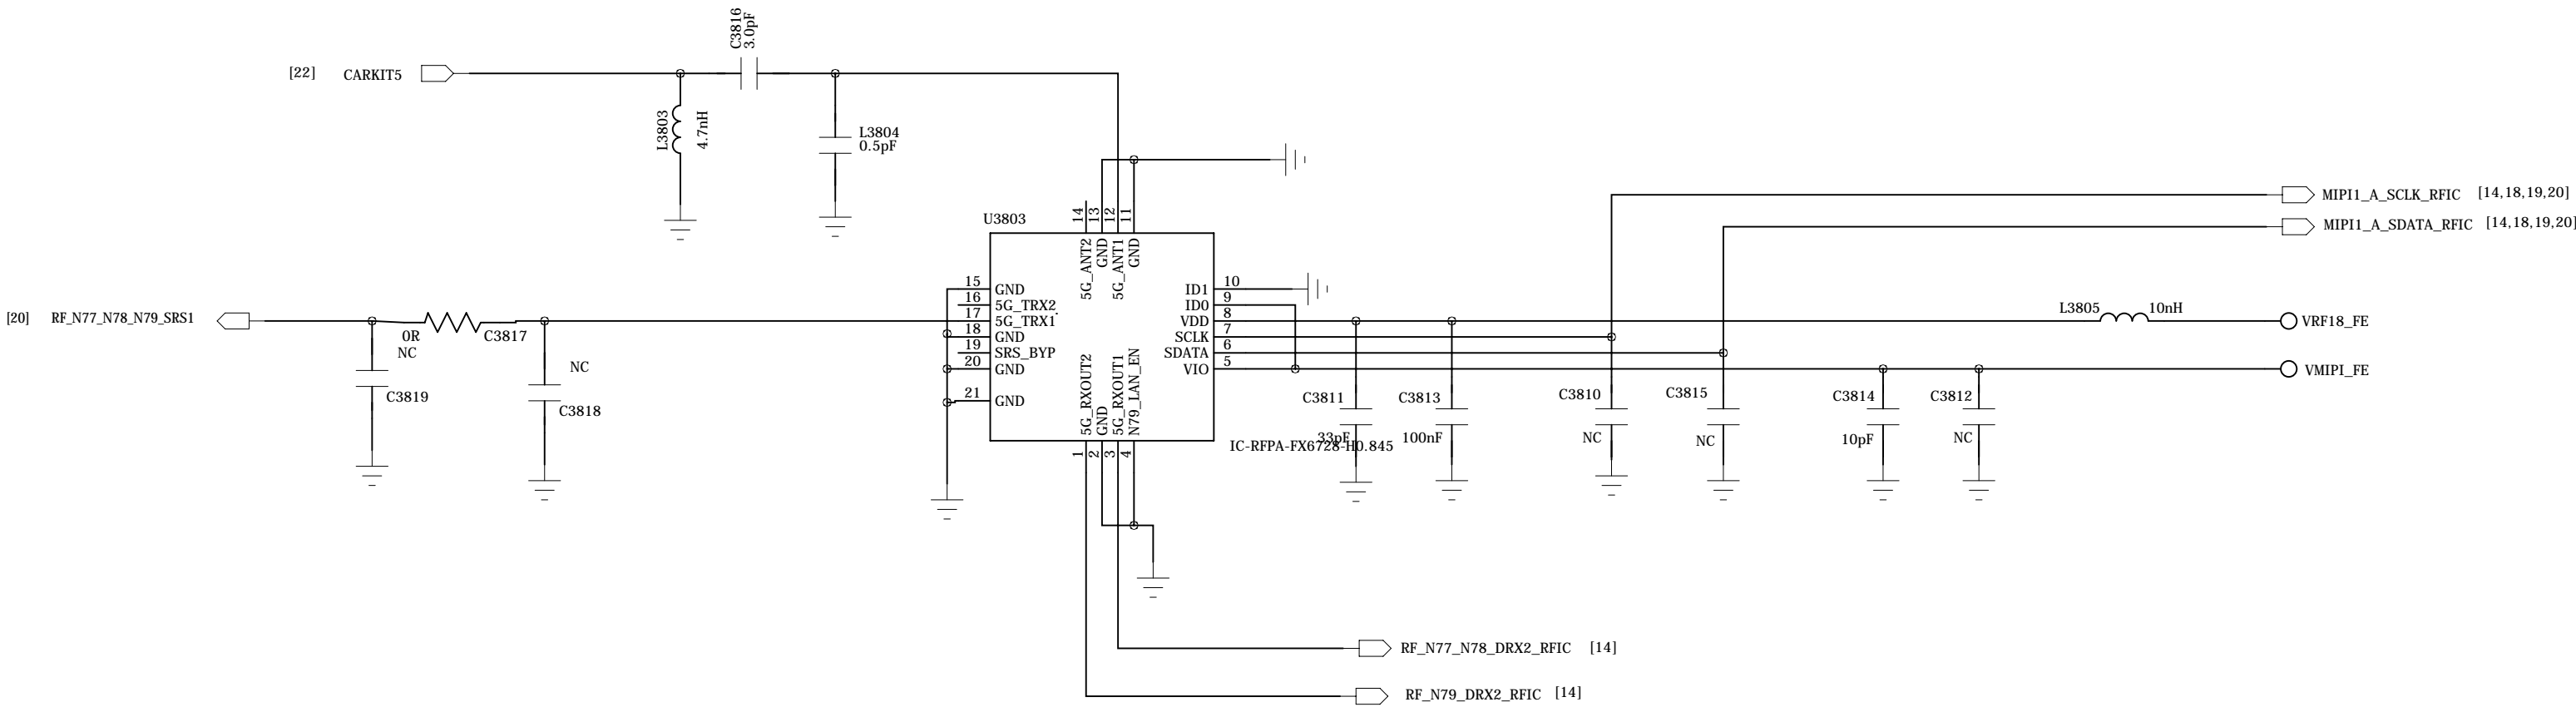 C3816
3.0pF
[22] CARKIT5
L3803
4.7nH
L3804
0.5pF
MIPI1_A_SCLK_RFIC [14,18,19,20]
MIPI1_A_SDATA_RFIC [14,18,19,20]
U3803
14
13
12
11
5G_ANT2
GND
5G_ANT1
GND
15 GND
16 5G_TRX2
17 5G_TRX1
18 GND
19 SRS_BYP
20 GND
21 GND
ID1 10
ID0 9
VDD 8
SCLK 7
SDATA 6
VIO 5
5G_RXOUT2
GND
5G_RXOUT1
N79_LAN_EN
1
2
3
4
IC-RFPA-FX6728-H0.845
[20] RF_N77_N78_N79_SRS1
0R
C3817
NC
C3819
NC
C3818
L3805 10nH
VRF18_FE
VMIPI_FE
C3811
33pF
C3813
100nF
C3810
NC
C3815
NC
C3814
10pF
C3812
NC
RF_N77_N78_DRX2_RFIC [14]
RF_N79_DRX2_RFIC [14]